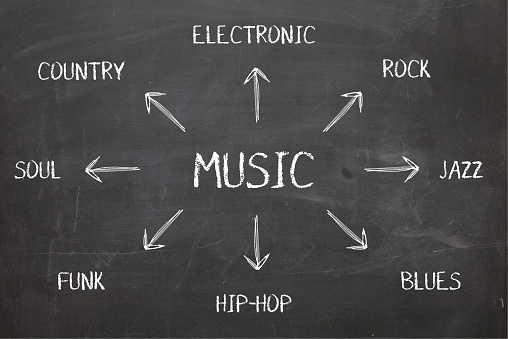 ELECTRONIC
COUNTRY
ROCK
SOUL
MUSIC
JAZZ
FUNK
BLUES
HIP-HOP